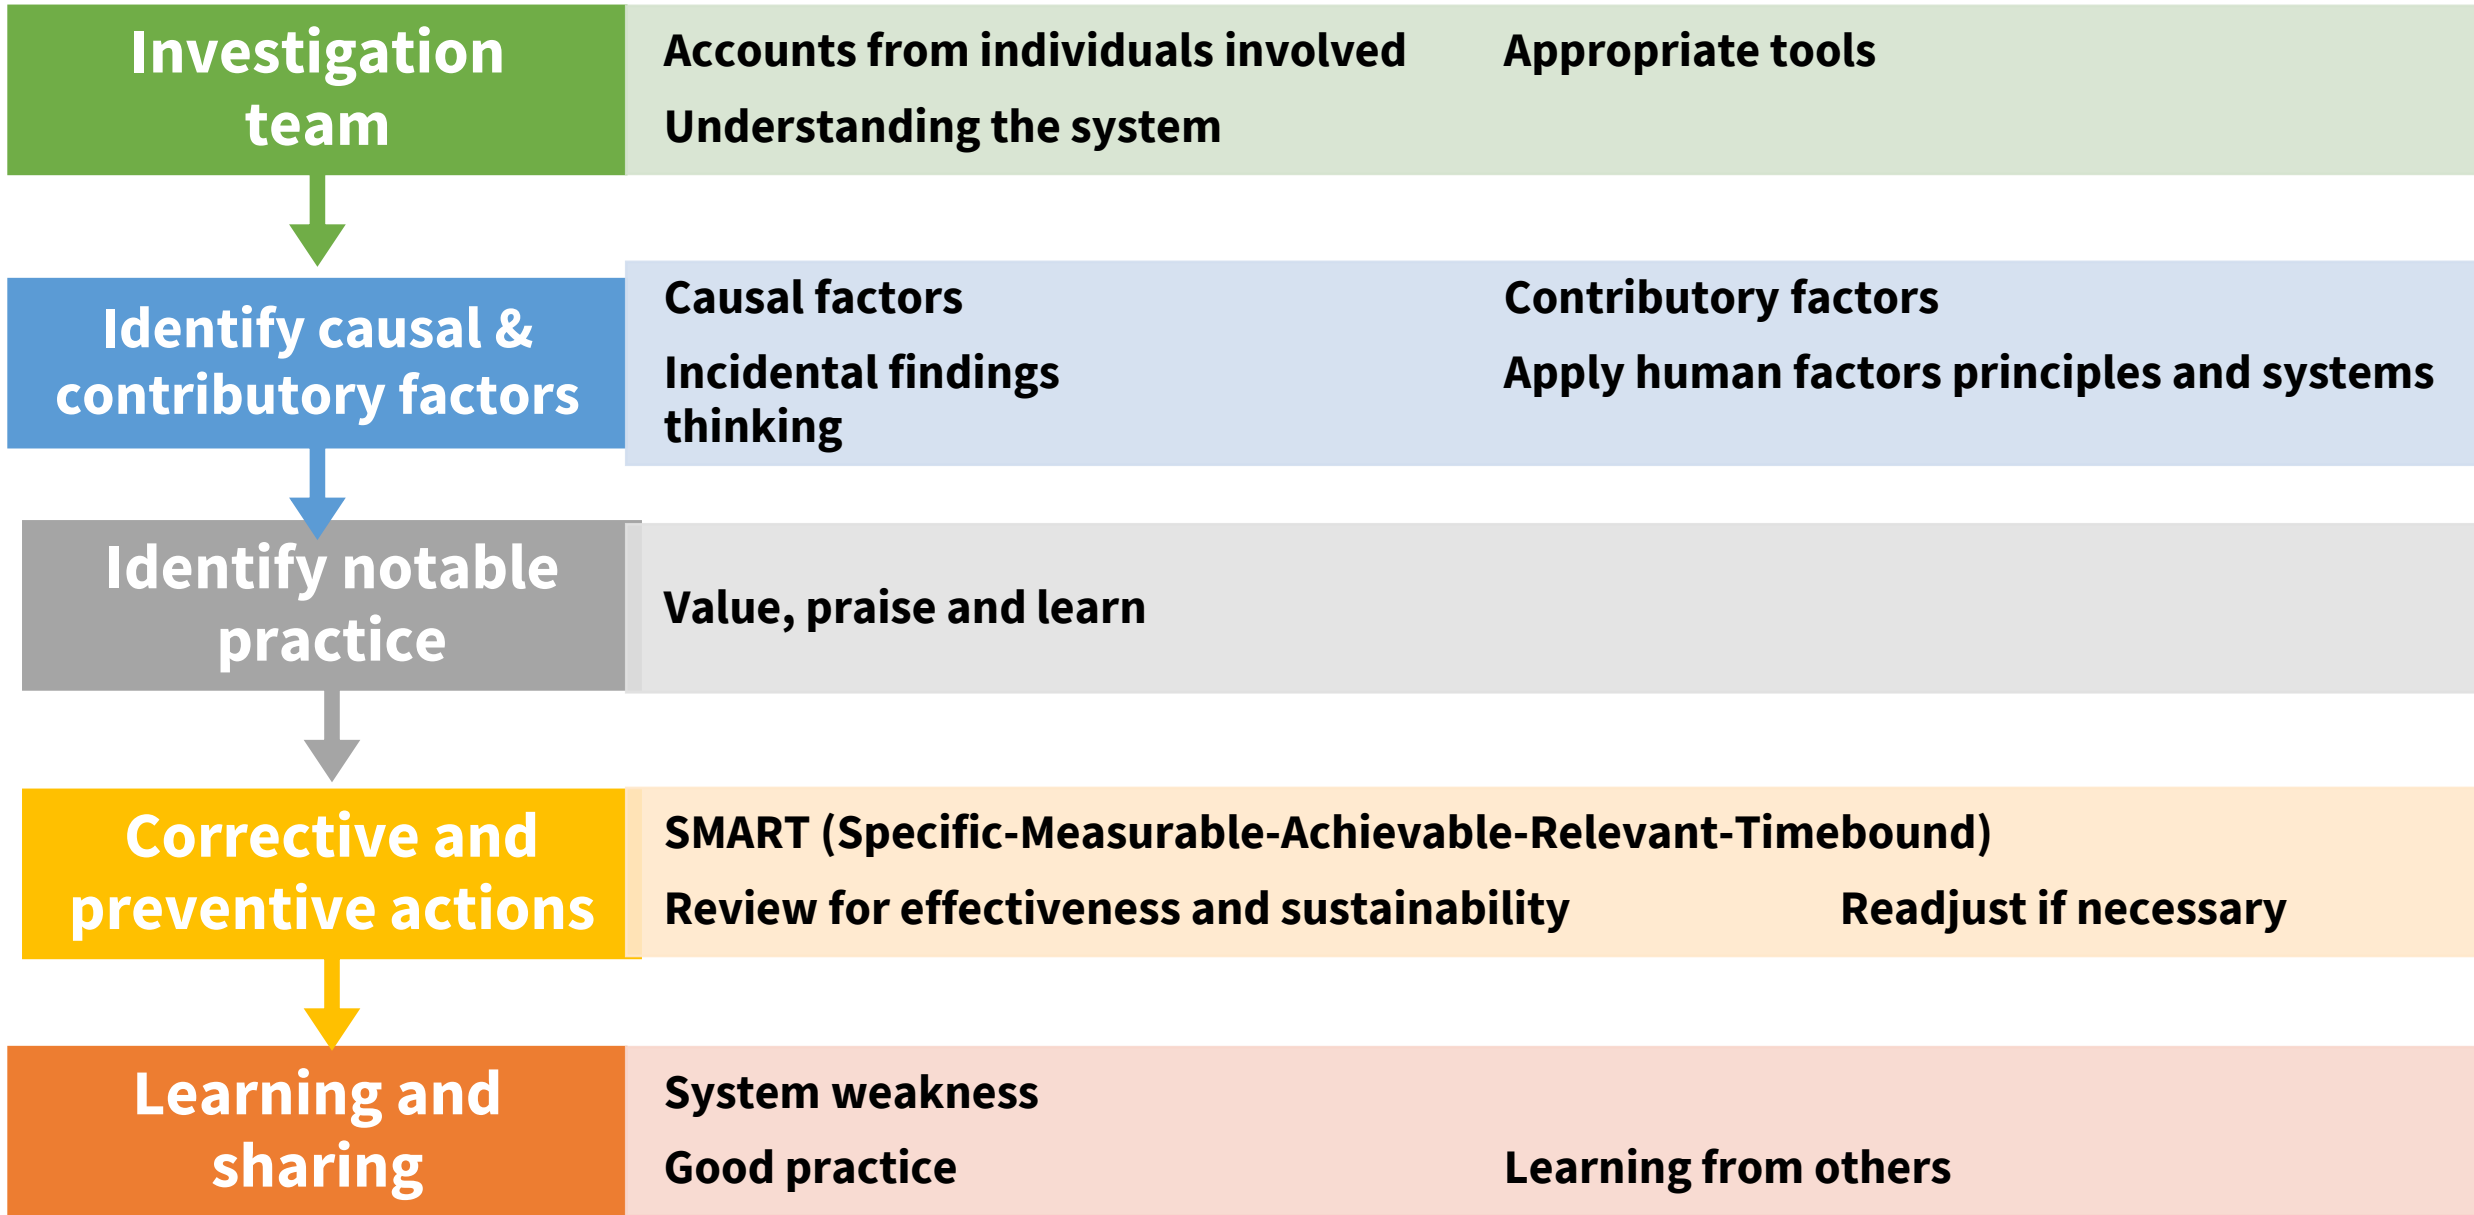 Investigation
team
Accounts from individuals involved Appropriate tools
Understanding the system
Identify causal &
contributory factors
Causal factors Contributory factors
Incidental findings Apply human factors principles and systems
thinking
Identify notable
practice
Value, praise and learn
Corrective and
preventive actions
SMART (Specific-Measurable-Achievable-Relevant-Timebound)
Review for effectiveness and sustainability Readjust if necessary
Learning and
sharing
System weakness
Good practice Learning from others